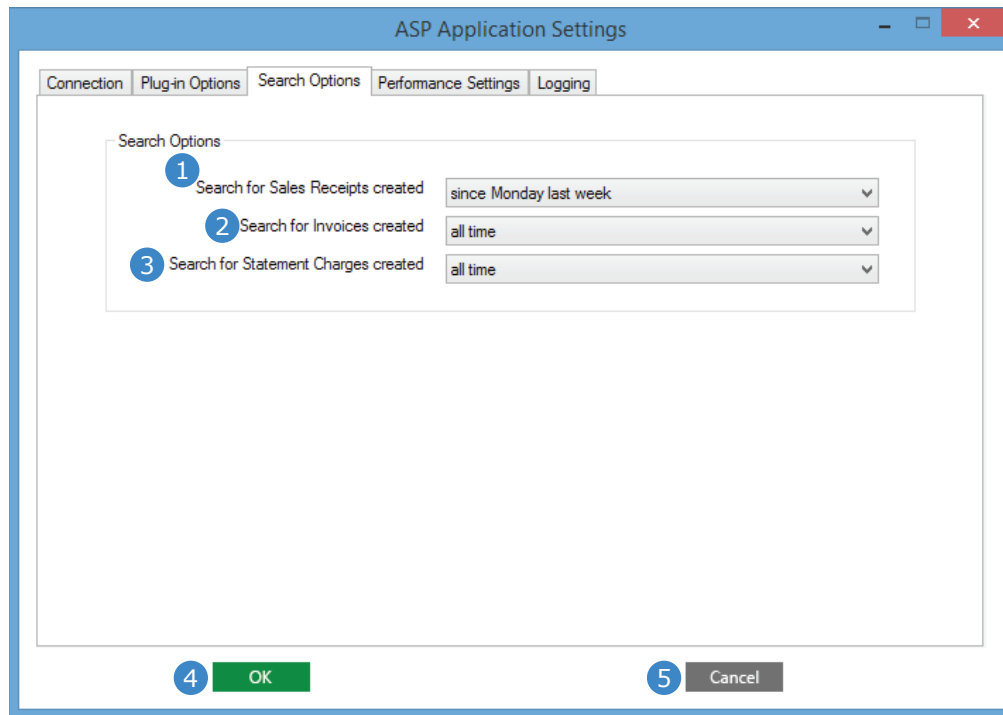 ASP Application Settings
Connection Plug-in Options Search Options Performance Settings Logging
Search Options
1 Search for Sales Receipts created since Monday last week
2 Search for Invoices created all time
3 Search for Statement Charges created all time
4 OK 5 Cancel